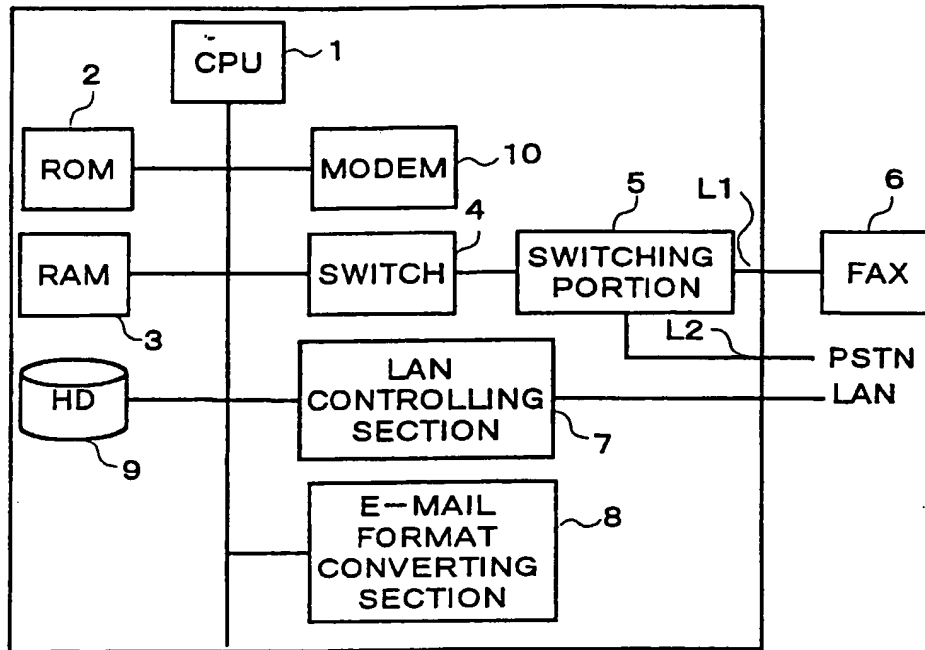 CPU
1
2
ROM
MODEM
10
RAM
3
4
SWITCH
5
SWITCHING
PORTION
L1
6
FAX
L2
PSTN
LAN
HD
9
LAN
CONTROLLING
SECTION
7
E-MAIL
FORMAT
CONVERTING
SECTION
8